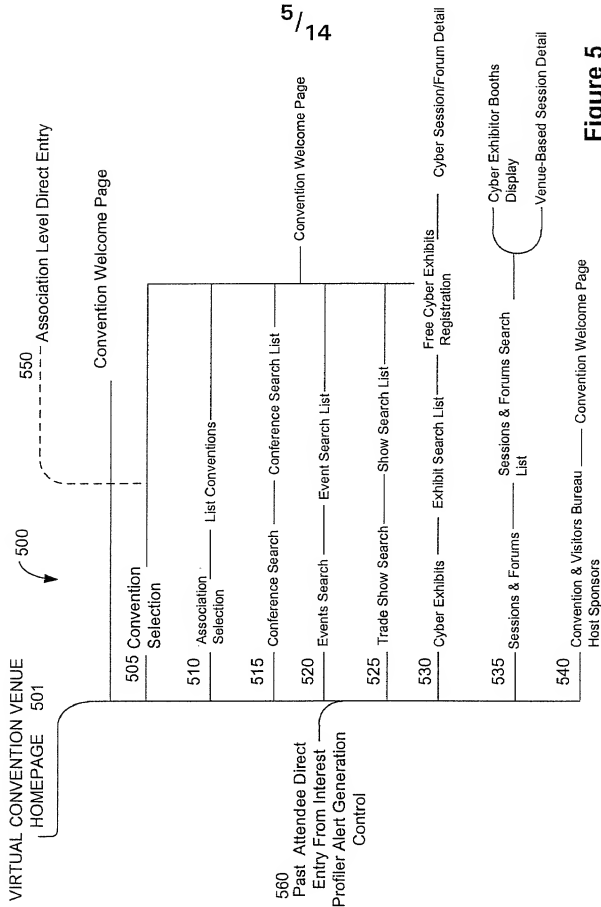 5/14
VIRTUAL CONVENTION VENUE
HOMEPAGE 501
500
550
Association Level Direct Entry
Convention Welcome Page
505 Convention
Selection
510 Association
Selection
List Conventions
515
Conference Search
Conference Search List
520
Events Search
Event Search List
Convention Welcome Page
525
Trade Show Search
Show Search List
530
Cyber Exhibits
Exhibit Search List
Free Cyber Exhibits
Registration
Cyber Session/Forum Detail
535
Sessions & Forums
Sessions & Forums Search
List
Cyber Exhibitor Booths
Display
Venue-Based Session Detail
540
Convention & Visitors Bureau
Host Sponsors
Convention Welcome Page
560
Past Attendee Direct
Entry From Interest
Profiler Alert Generation
Control
Figure 5